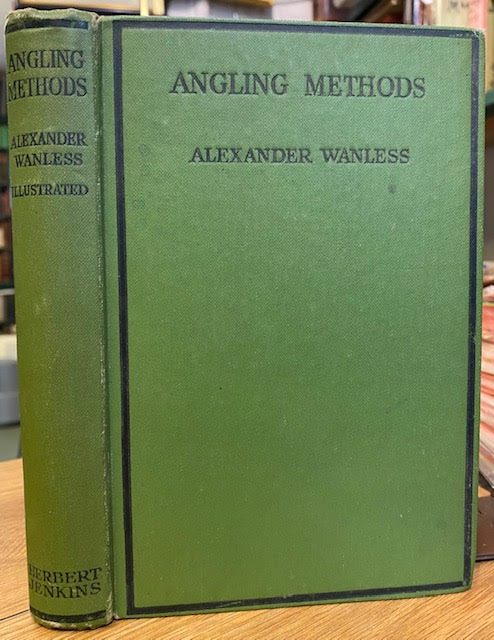 ANGLING
METHODS
ALEXANDER
WANLESS
ILLUSTRATED
HERBERT
JENKINS
ANGLING METHODS
ALEXANDER WANLESS